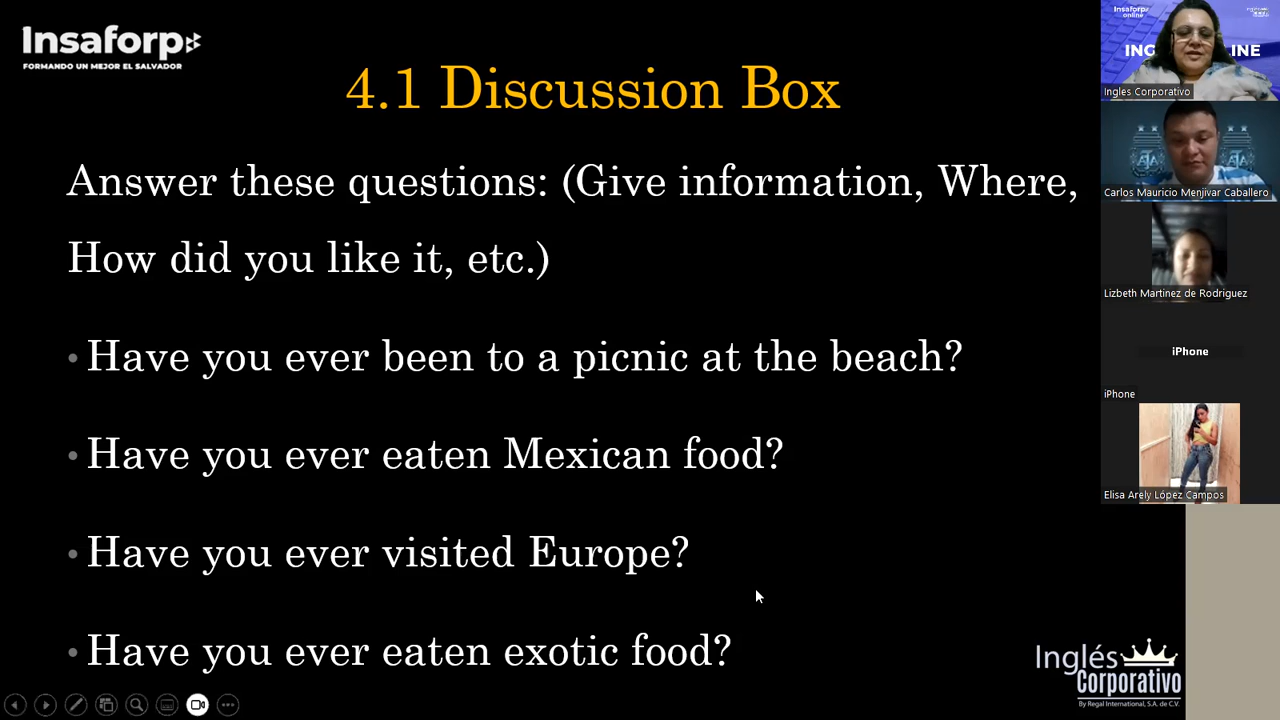 Insaforp
FORMANDO UN MEJOR EL SALVADOR
4.1 Discussion Box
Answer these questions: (Give information, Where,
How did you like it, etc.)
• Have you ever been to a picnic at the beach?
• Have you ever eaten Mexican food?
• Have you ever visited Europe?
• Have you ever eaten exotic food?
Inglés
Corporativo
By Regal International, S.A. de C.V.
Insaforp
online
ING
INE
Ingles Corporativo
Carlos Mauricio Menjivar Caballero
Lizbeth Martinez de Rodriguez
iPhone
iPhone
Elisa Arely López Campos